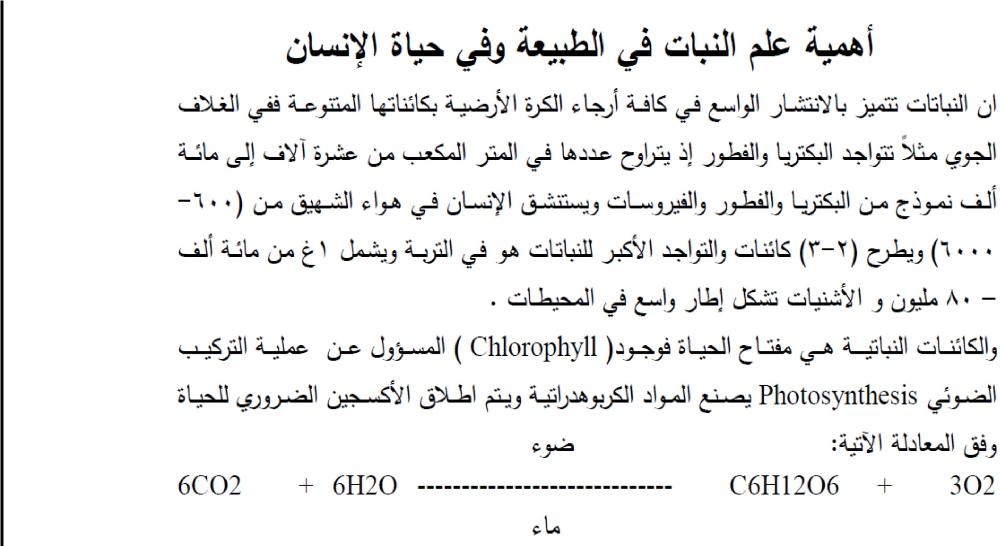 أهمية علم النبات في الطبيعة وفي حياة الإنسان
ان النباتات تتميز بالانتشار الواسع في كافة أرجاء الكرة الأرضية بكائناتها المتنوعة ففي الغلاف
الجوي مثلاً تتواجد البكتريا والفطور إذ يتراوح عددها في المتر المكعب من عشرة آلاف إلى مائة
ألف نموذج من البكتريا والفطور والفيروسات ويستنشق الإنسان في هواء الشهيق من (٦٠٠-
٦٠٠٠) ويطرح (٢-٣) كائنات والتواجد الأكبر للنباتات هو في التربة ويشمل ١غ من مائة ألف
– ٨٠ مليون و الأشنيات تشكل إطار واسع في المحيطات .
والكائنات النباتية هي مفتاح الحياة فوجود( Chlorophyll ) المسؤول عن عملية التركيب
الضوئي Photosynthesis يصنع المواد الكربوهدراتية ويتم اطلاق الأكسجين الضروري للحياة
وفق المعادلة الآتية: ضوء
6CO2 + 6H2O ----------------------------- C6H12O6 + 3O2
ماء